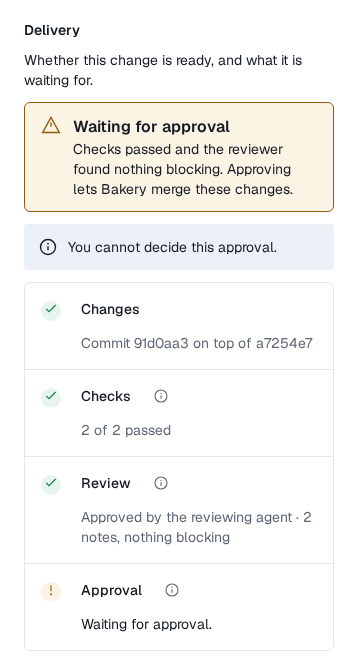 Delivery
Whether this change is ready, and what it is
waiting for.
Waiting for approval
Checks passed and the reviewer
found nothing blocking. Approving
lets Bakery merge these changes.
You cannot decide this approval.
Changes
Commit 91d0aa3 on top of a7254e7
Checks
2 of 2 passed
Review
Approved by the reviewing agent · 2
notes, nothing blocking
Approval
Waiting for approval.